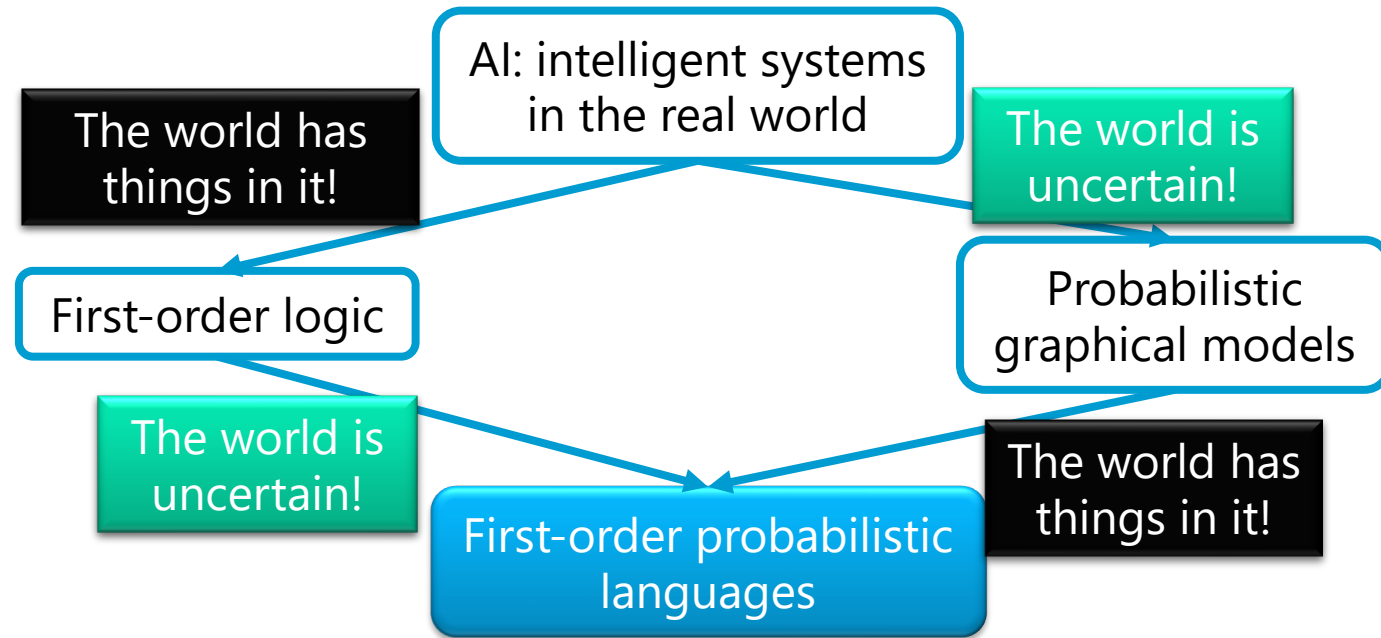 AI: intelligent systems
in the real world
The world has
things in it!
The world is
uncertain!
First-order logic
Probabilistic
graphical models
The world is
uncertain!
The world has
things in it!
First-order probabilistic
languages